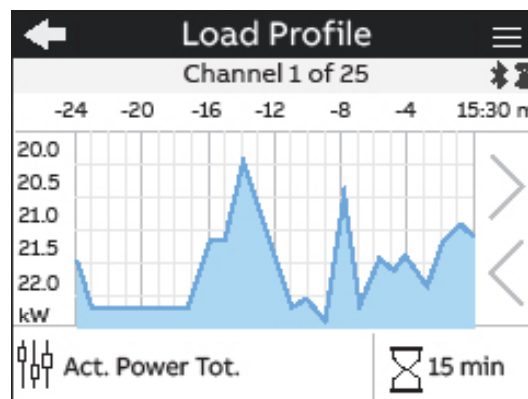 Load Profile
Channel 1 of 25
-24 -20 -16 -12 -8 -4 15:30
20.0
20.5
21.0
21.5
22.0
kW
Act. Power Tot.
15 min